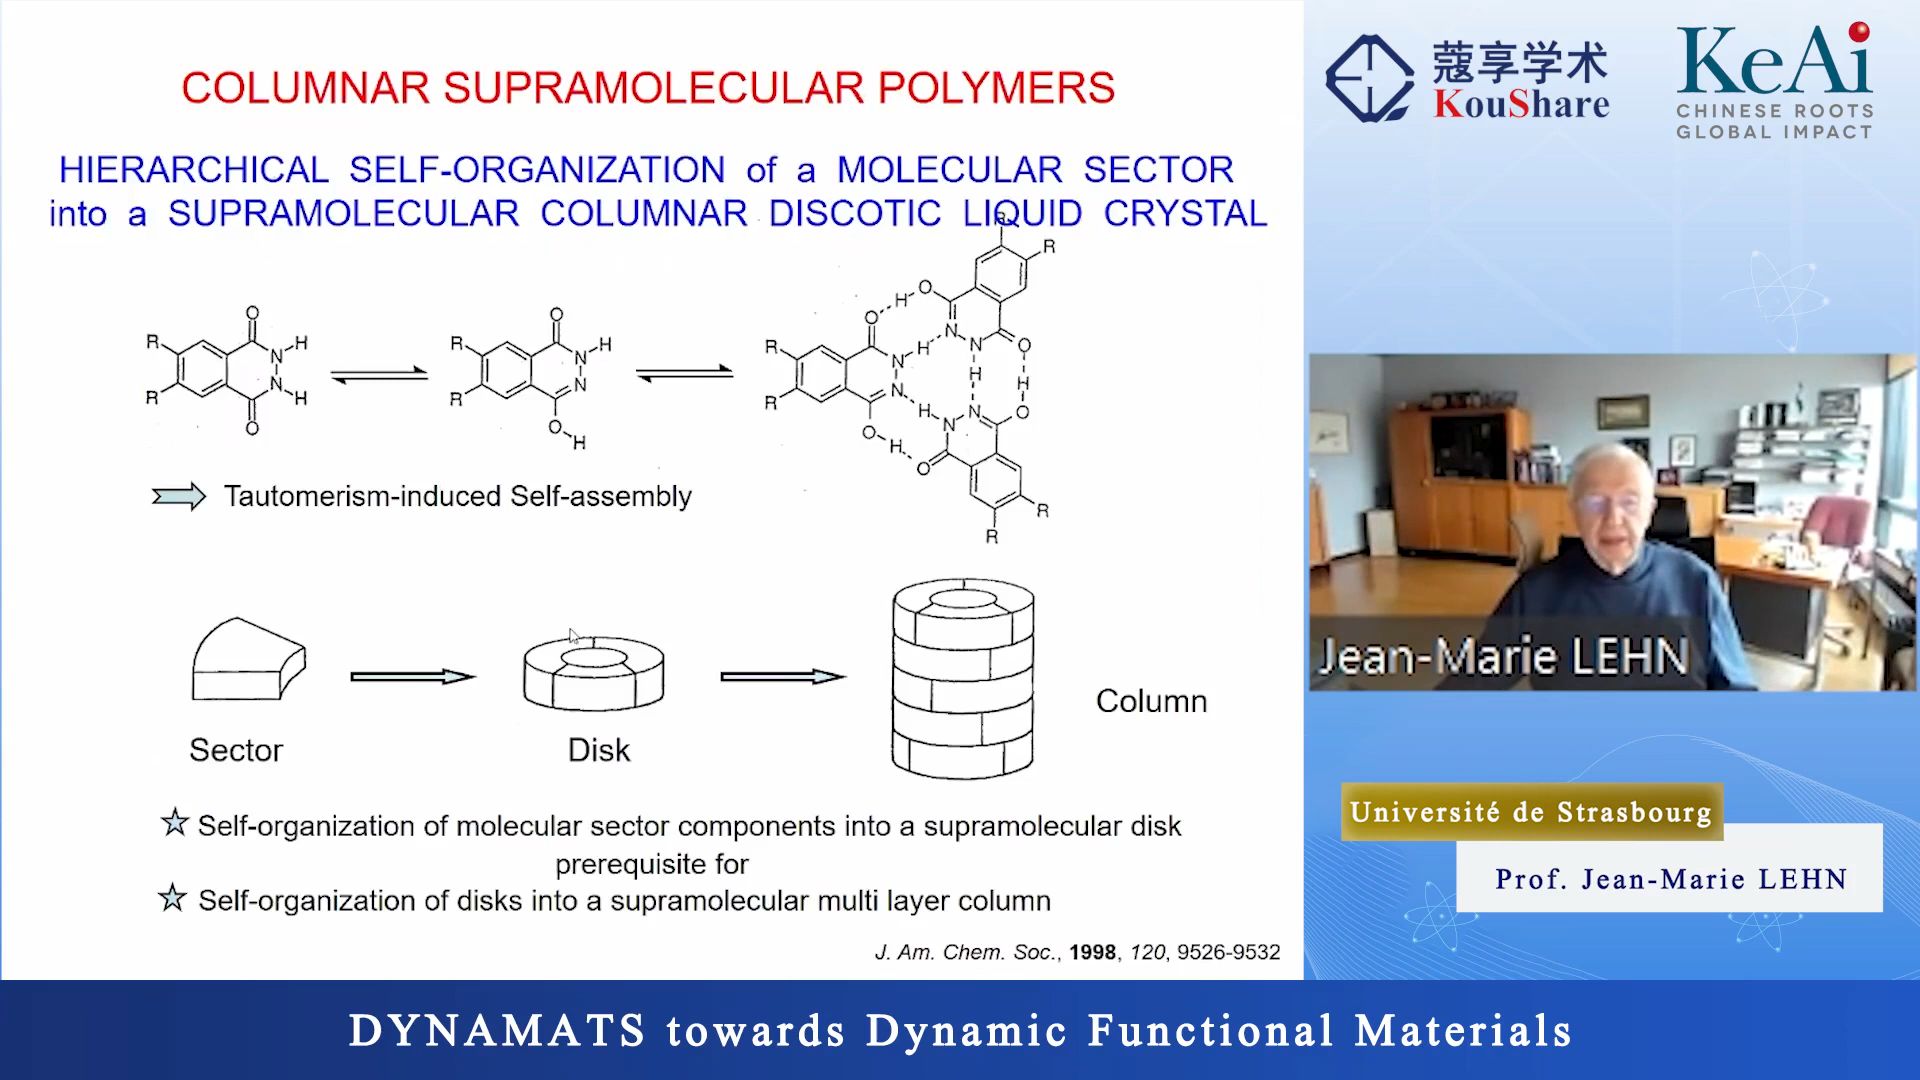 COLUMNAR SUPRAMOLECULAR POLYMERS
HIERARCHICAL SELF-ORGANIZATION of a MOLECULAR SECTOR
into a SUPRAMOLECULAR COLUMNAR DISCOTIC LIQUID CRYSTAL
R R O O N N H H
R R O N N H O H
R R O N N H O H
R R O H N N O H
H N N O O R R
Tautomerism-induced Self-assembly
Sector
Disk
Column
Self-organization of molecular sector components into a supramolecular disk
prerequisite for
Self-organization of disks into a supramolecular multi layer column
J. Am. Chem. Soc., 1998, 120, 9526-9532
蔻享学术
KouShare
KeAi
CHINESE ROOTS
GLOBAL IMPACT
Jean-Marie LEHN
Université de Strasbourg
Prof. Jean-Marie LEHN
DYNAMATS towards Dynamic Functional Materials